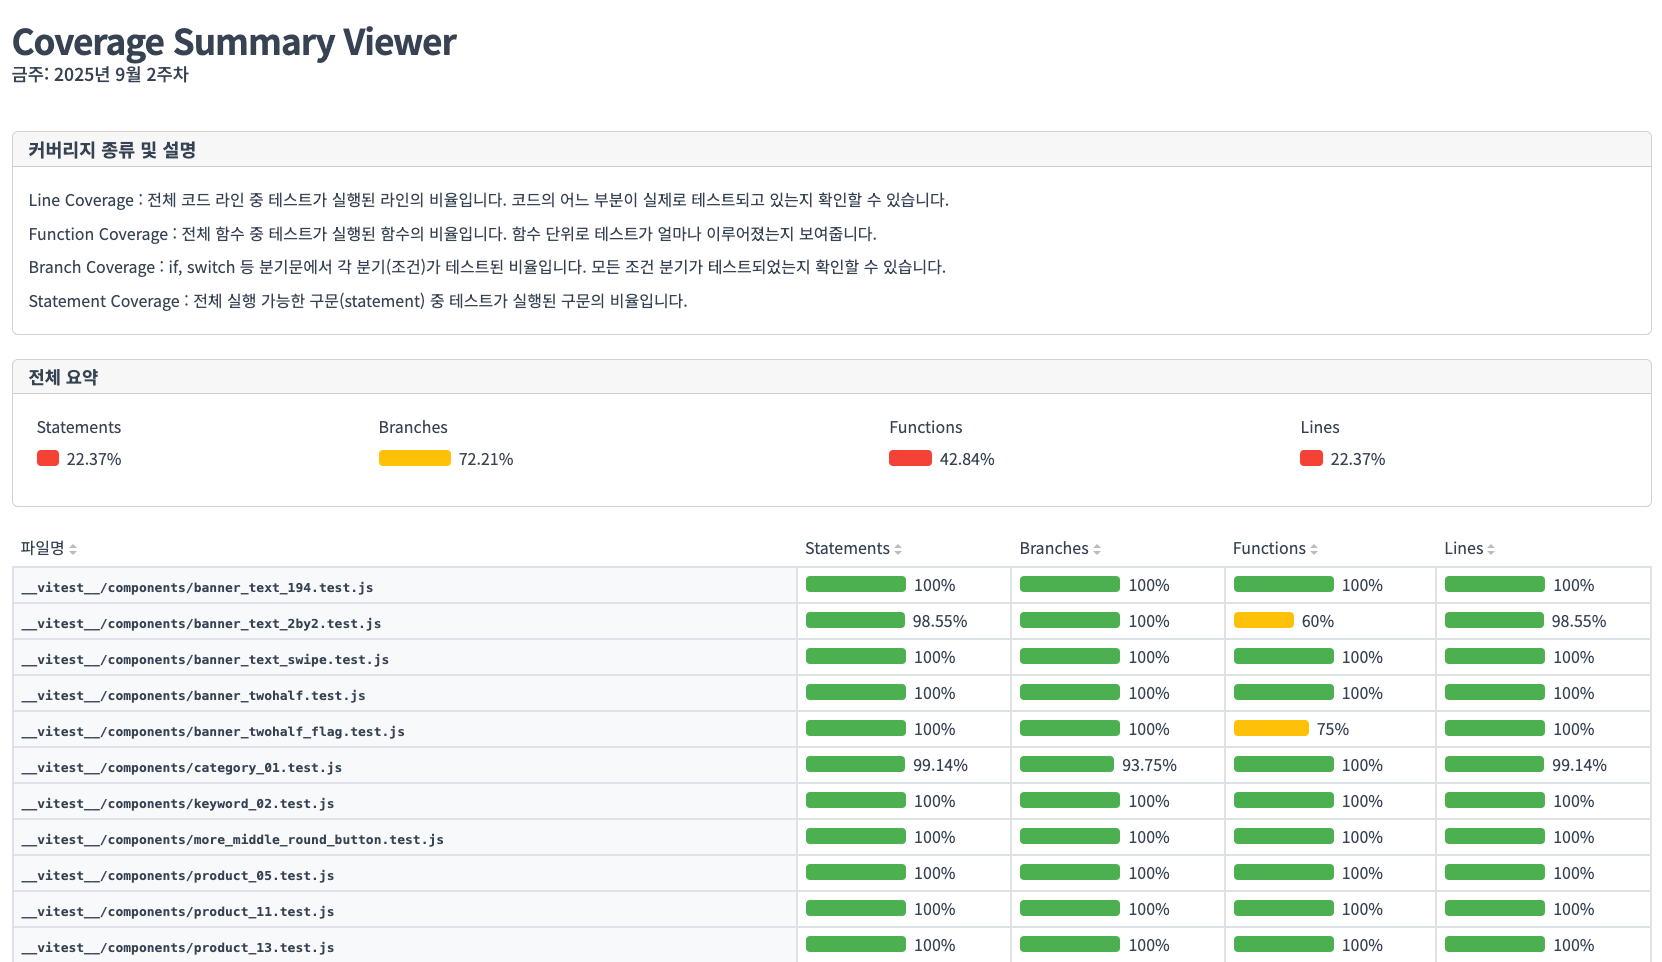 Coverage Summary Viewer
금주: 2025년 9월 2주차
커버리지 종류 및 설명
Line Coverage : 전체 코드 라인 중 테스트가 실행된 라인의 비율입니다. 코드의 어느 부분이 실제로 테스트되고 있는지 확인할 수 있습니다.
Function Coverage : 전체 함수 중 테스트가 실행된 함수의 비율입니다. 함수 단위로 테스트가 얼마나 이루어졌는지 보여줍니다.
Branch Coverage : if, switch 등 분기문에서 각 분기(조건)가 테스트된 비율입니다. 모든 조건 분기가 테스트되었는지 확인할 수 있습니다.
Statement Coverage : 전체 실행 가능한 구문(statement) 중 테스트가 실행된 구문의 비율입니다.
전체 요약
Statements Branches Functions Lines
22.37% 72.21% 42.84% 22.37%
파일명 Statements Branches Functions Lines
__vitest__/components/banner_text_194.test.js 100% 100% 100% 100%
__vitest__/components/banner_text_2by2.test.js 98.55% 100% 60% 98.55%
__vitest__/components/banner_text_swipe.test.js 100% 100% 100% 100%
__vitest__/components/banner_twohalf.test.js 100% 100% 100% 100%
__vitest__/components/banner_twohalf_flag.test.js 100% 100% 75% 100%
__vitest__/components/category_01.test.js 99.14% 93.75% 100% 99.14%
__vitest__/components/keyword_02.test.js 100% 100% 100% 100%
__vitest__/components/more_middle_round_button.test.js 100% 100% 100% 100%
__vitest__/components/product_05.test.js 100% 100% 100% 100%
__vitest__/components/product_11.test.js 100% 100% 100% 100%
__vitest__/components/product_13.test.js 100% 100% 100% 100%